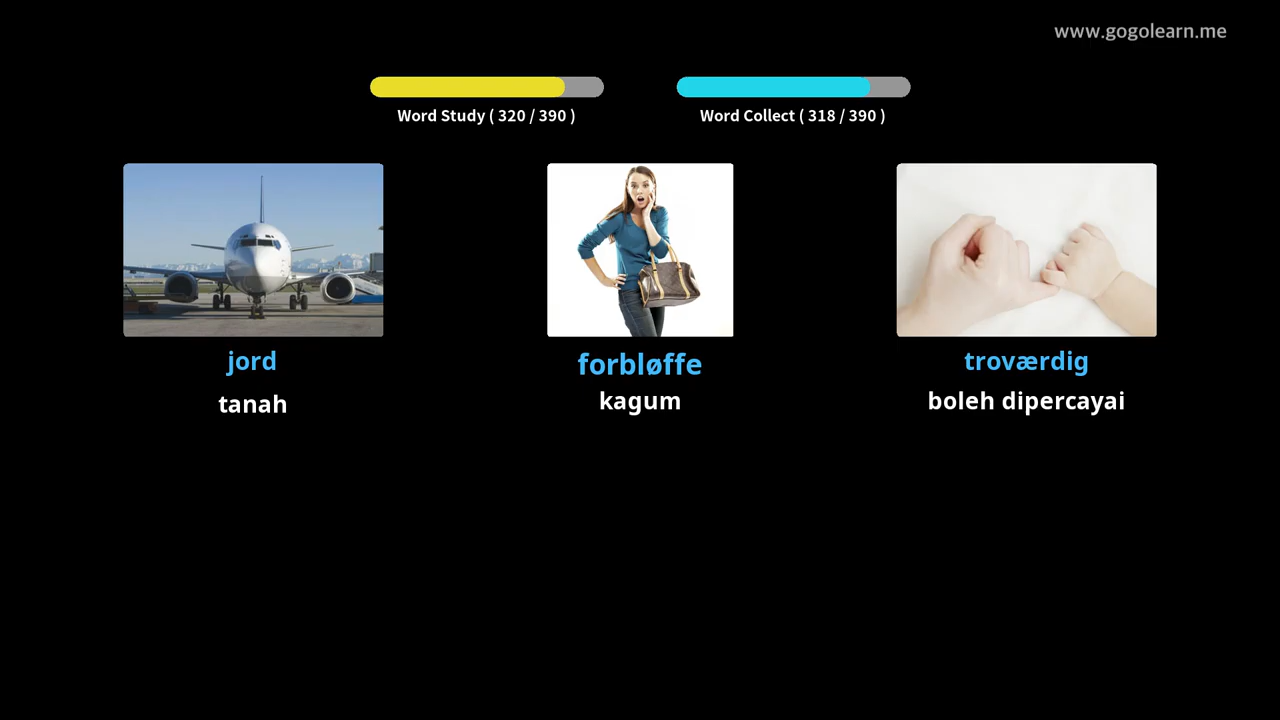 www.gogolearn.me
Word Study ( 320 / 390 )
Word Collect ( 318 / 390 )
jord
forbløffe
troværdig
tanah
kagum
boleh dipercayai